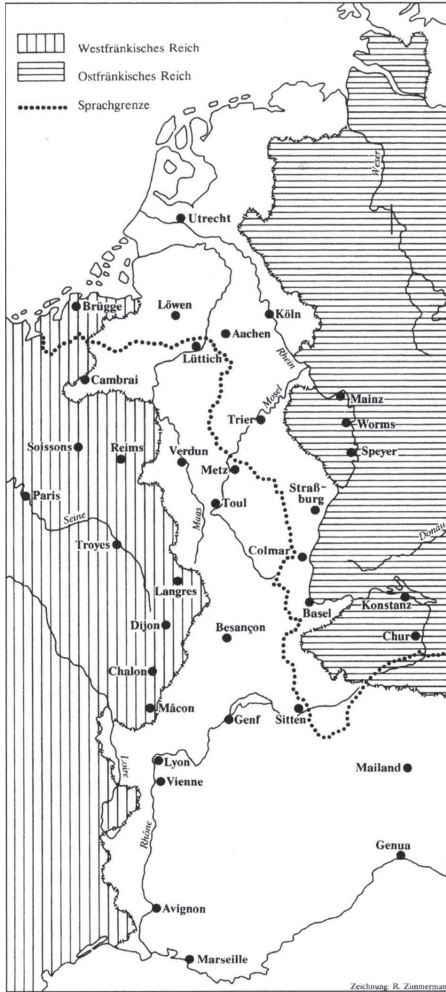 Westfränkisches Reich
Ostfränkisches Reich
Sprachgrenze
Weser
Utrecht
Brügge
Löwen
Köln
Aachen
Rhein
Lüttich
Cambrai
Mosel
Mainz
Trier
Worms
Soissons
Reims
Verdun
Speyer
Metz
Paris
Toul
Straß-
burg
Seine
Maas
Troyes
Colmar
Donau
Langres
Basel
Konstanz
Dijon
Besançon
Chur
Chalon
Mâcon
Genf
Sitten
Loire
Lyon
Vienne
Mailand
Rhône
Genua
Avignon
Marseille
Zeichnung: R. Zimmerman